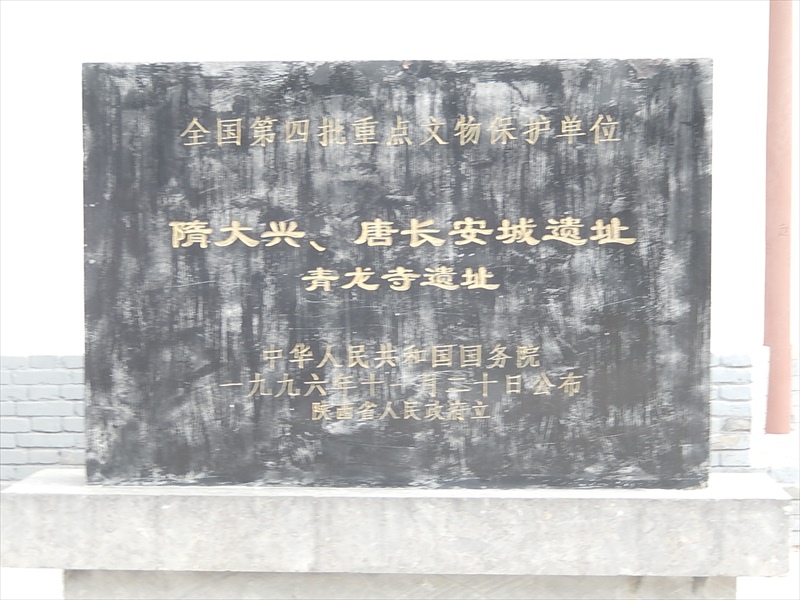 全国第四批重点文物保护单位
隋大兴、唐长安城遗址
青龙寺遗址
中华人民共和国国务院
一九九六年十一月二十日公布
陕西省人民政府立